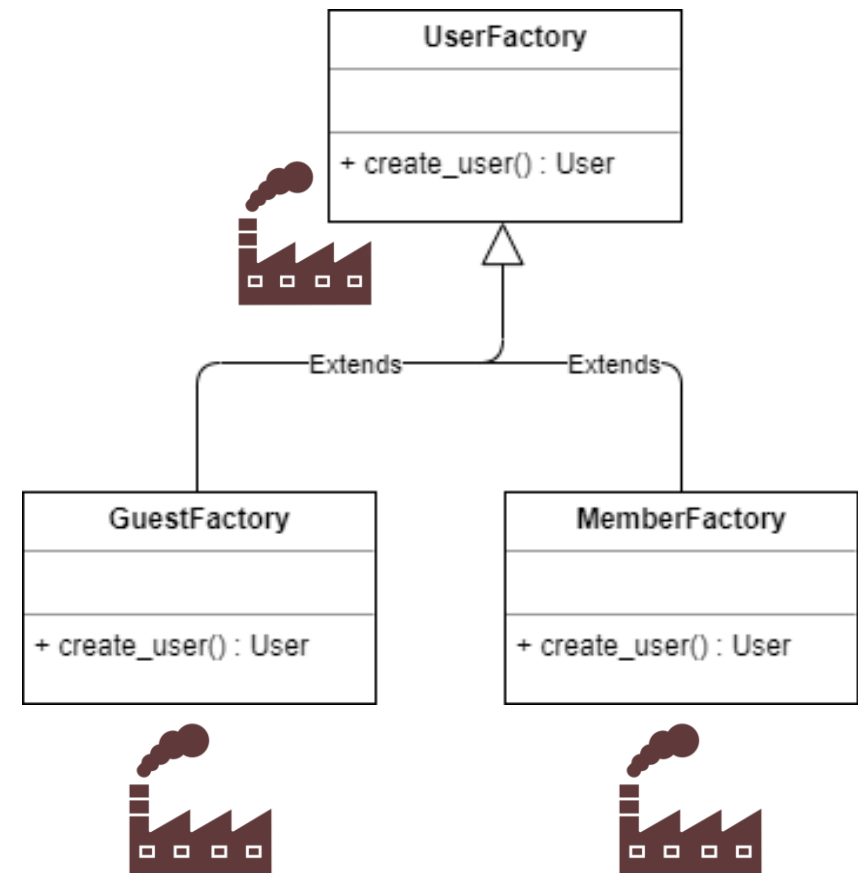 UserFactory
+ create_user() : User
Extends
Extends
GuestFactory
+ create_user() : User
MemberFactory
+ create_user() : User